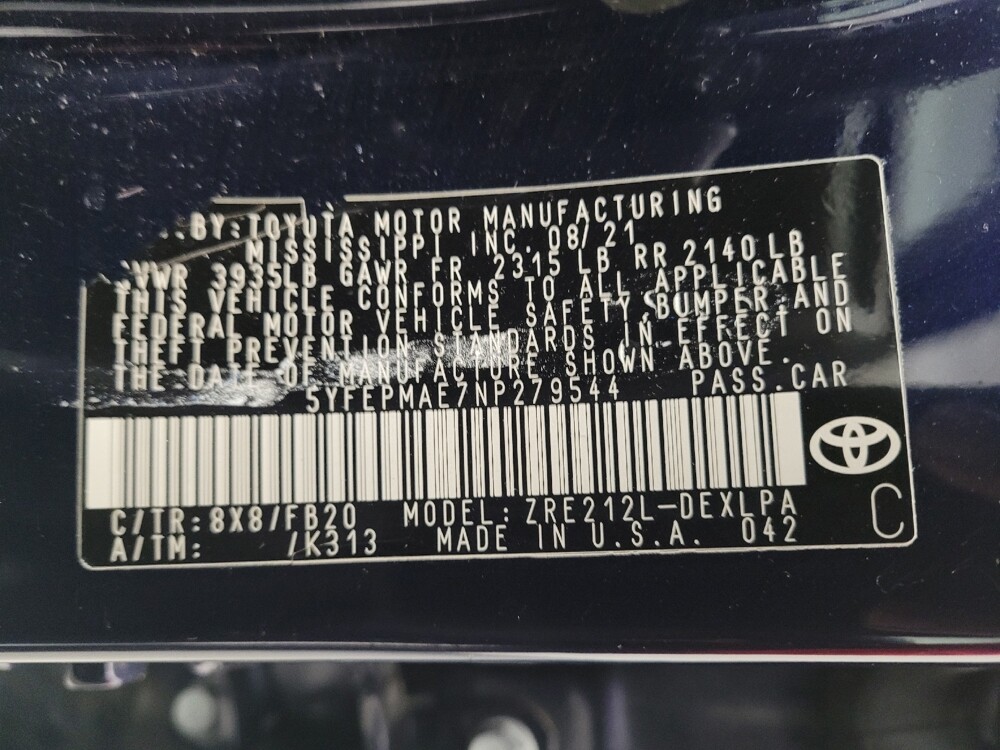 BY:TOYOTA MOTOR MANUFACTURING
MISSISSIPPI INC. 08/21
GVWR 3935LB GAWR FR 2315 LB RR 2140 LB
THIS VEHICLE CONFORMS TO ALL APPLICABLE
FEDERAL MOTOR VEHICLE SAFETY, BUMPER AND
THEFT PREVENTION STANDARDS IN EFFECT ON
THE DATE OF MANUFACTURE SHOWN ABOVE.
5YFEPMAE7NP279544 PASS.CAR
C/TR:8X8/FB20 MODEL:ZRE212L-DEXLPA
A/TM: /K313 MADE IN U.S.A. 042
C